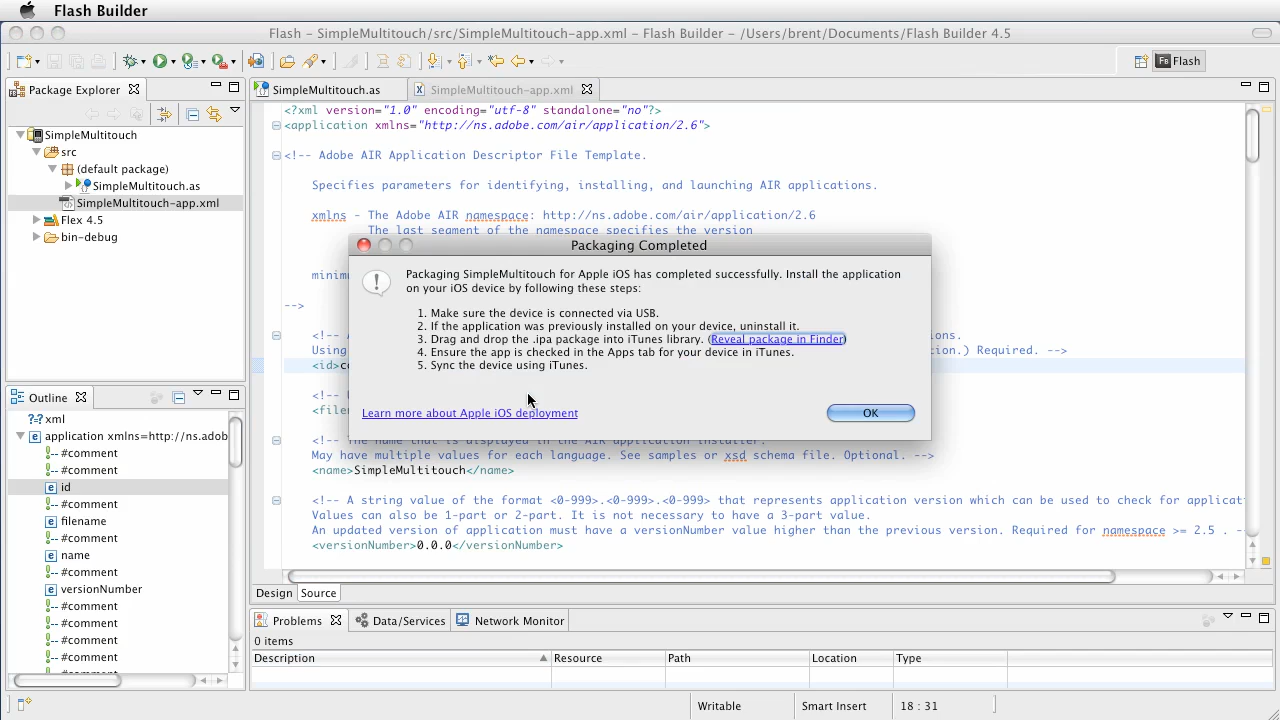 Flash Builder
Flash – SimpleMultitouch/src/SimpleMultitouch-app.xml – Flash Builder – /Users/brent/Documents/Flash Builder 4.5
Fb Flash
Package Explorer
SimpleMultitouch
src
(default package)
SimpleMultitouch.as
SimpleMultitouch-app.xml
Flex 4.5
bin-debug
SimpleMultitouch.as
SimpleMultitouch-app.xml
<?xml version="1.0" encoding="utf-8" standalone="no"?>
<application xmlns="http://ns.adobe.com/air/application/2.6">
<!-- Adobe AIR Application Descriptor File Template.
Specifies parameters for identifying, installing, and launching AIR applications.
xmlns - The Adobe AIR namespace: http://ns.adobe.com/air/application/2.6
The last segment of the namespace specifies the version
-->
Using
Required. -->
<id>
<!--
Packaging Completed
Packaging SimpleMultitouch for Apple iOS has completed successfully. Install the application
on your iOS device by following these steps:
1. Make sure the device is connected via USB.
2. If the application was previously installed on your device, uninstall it.
3. Drag and drop the .ipa package into iTunes library. (Reveal package in Finder)
4. Ensure the app is checked in the Apps tab for your device in iTunes.
5. Sync the device using iTunes.
Learn more about Apple iOS deployment
OK
<!-- The name that is displayed in the AIR application installer.
May have multiple values for each language. See samples or xsd schema file. Optional. -->
<name>SimpleMultitouch</name>
<!-- A string value of the format <0-999>.<0-999>.<0-999> that represents application version which can be used to check for applicat
Values can also be 1-part or 2-part. It is not necessary to have a 3-part value.
An updated version of application must have a versionNumber value higher than the previous version. Required for namespace >= 2.5 . --
<versionNumber>0.0.0</versionNumber>
Design
Source
Outline
xml
application xmlns=http://ns.adob
#comment
#comment
id
#comment
filename
#comment
name
#comment
versionNumber
#comment
#comment
#comment
#comment
Problems
Data/Services
Network Monitor
0 items
Description
Resource
Path
Location
Type
Writable
Smart Insert
18 : 31